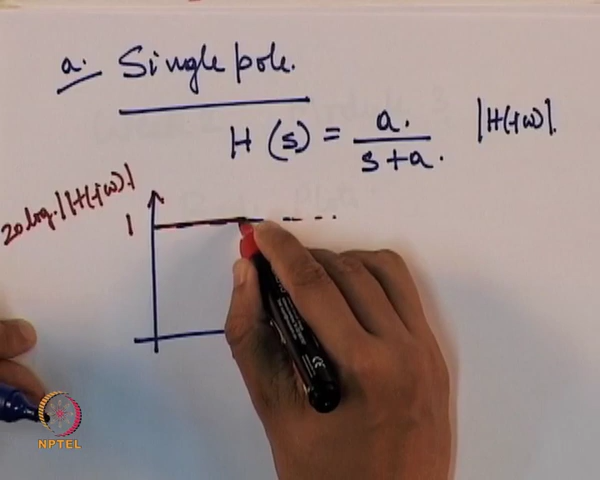 a. Single pole.
H(s) = a. / s+a. |H(jω)|.
20 log.|H(jω).|
1
NPTEL